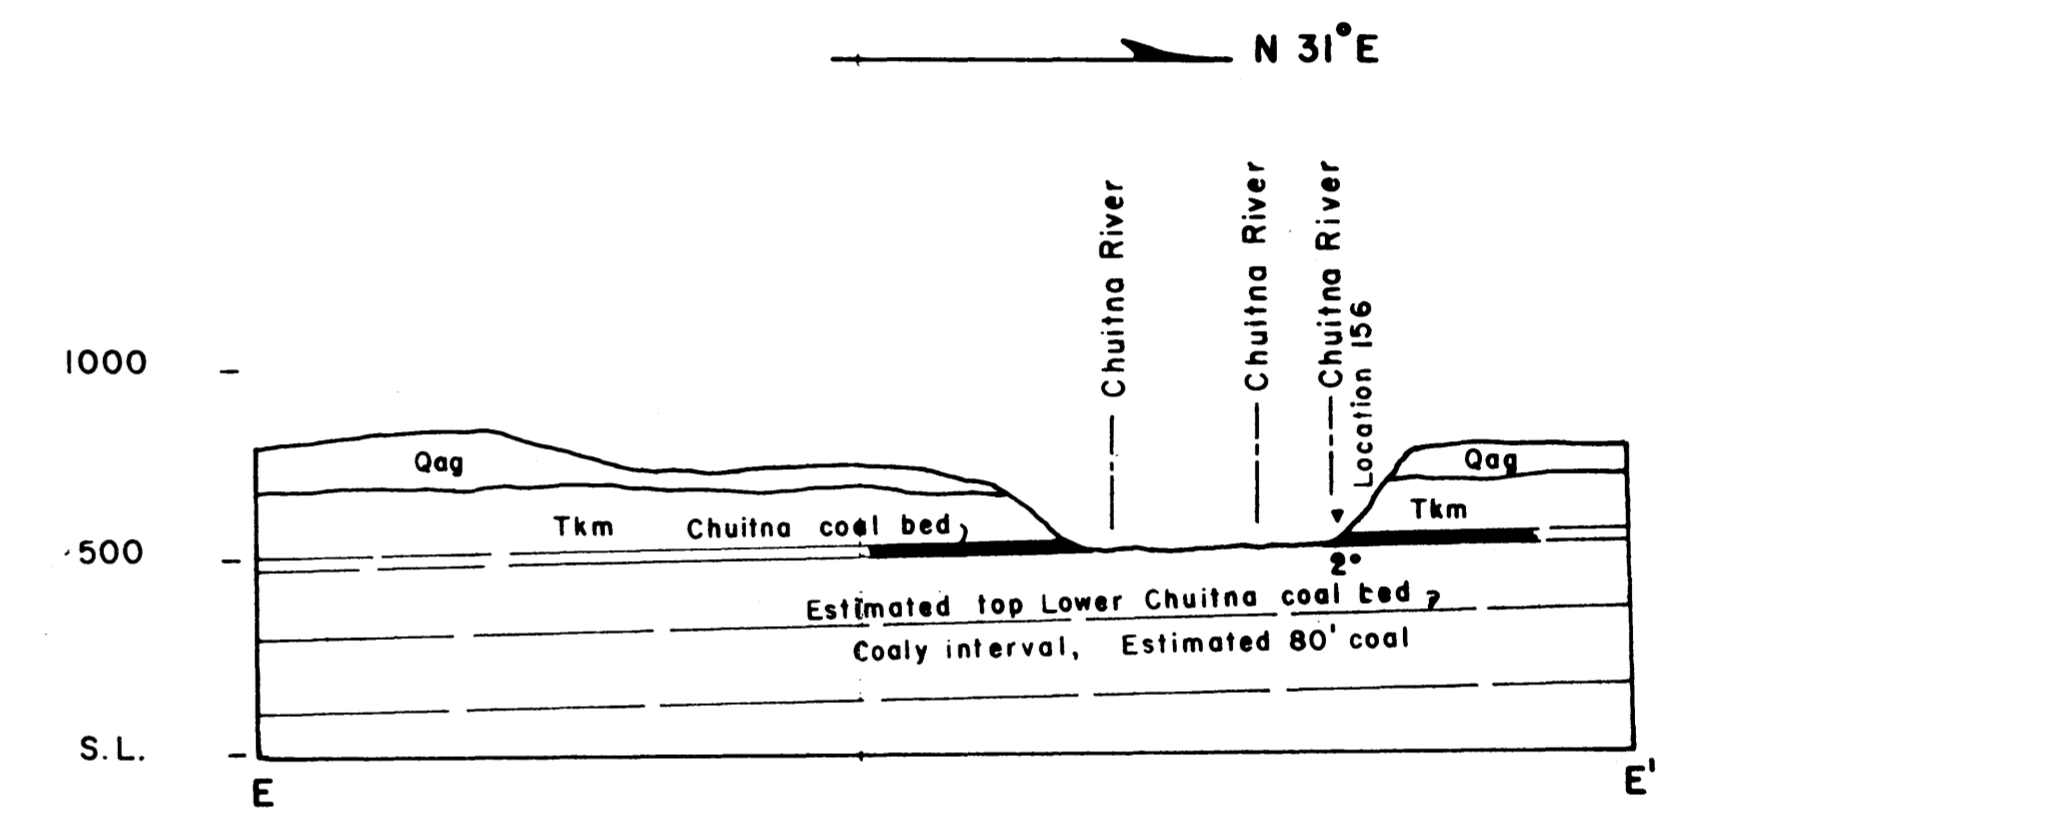 N 31°E
Chuitna River
Chuitna River
Chuitna River
Location 156
1000
Qag
Qag
Tkm
Chuitna coal bed
Tkm
500
2°
Estimated top Lower Chuitna coal bed
Coaly interval, Estimated 80' coal
S.L.
E
E'